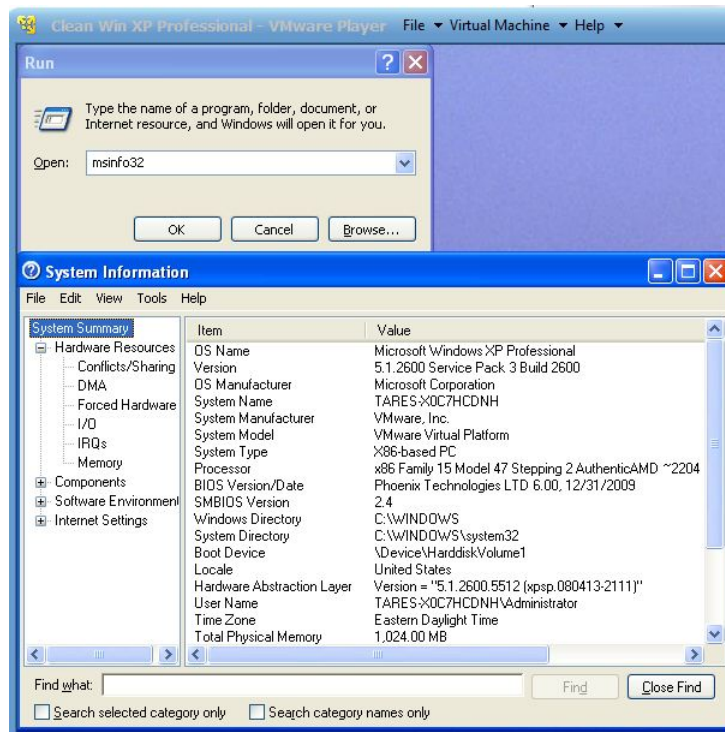 Clean Win XP Professional - VMware Player File Virtual Machine Help
Run
Type the name of a program, folder, document, or
Internet resource, and Windows will open it for you.
Open: msinfo32
OK Cancel Browse...
System Information
File Edit View Tools Help
System Summary
Hardware Resources
Conflicts/Sharing
DMA
Forced Hardware
I/O
IRQs
Memory
Components
Software Environment
Internet Settings
Item Value
OS Name Microsoft Windows XP Professional
Version 5.1.2600 Service Pack 3 Build 2600
OS Manufacturer Microsoft Corporation
System Name TARES-X0C7HCDNH
System Manufacturer VMware, Inc.
System Model VMware Virtual Platform
System Type X86-based PC
Processor x86 Family 15 Model 47 Stepping 2 AuthenticAMD ~2204
BIOS Version/Date Phoenix Technologies LTD 6.00, 12/31/2009
SMBIOS Version 2.4
Windows Directory C:\WINDOWS
System Directory C:\WINDOWS\system32
Boot Device \Device\HarddiskVolume1
Locale United States
Hardware Abstraction Layer Version = "5.1.2600.5512 (xpsp.080413-2111)"
User Name TARES-X0C7HCDNH\Administrator
Time Zone Eastern Daylight Time
Total Physical Memory 1,024.00 MB
Find what: Find Close Find
Search selected category only Search category names only